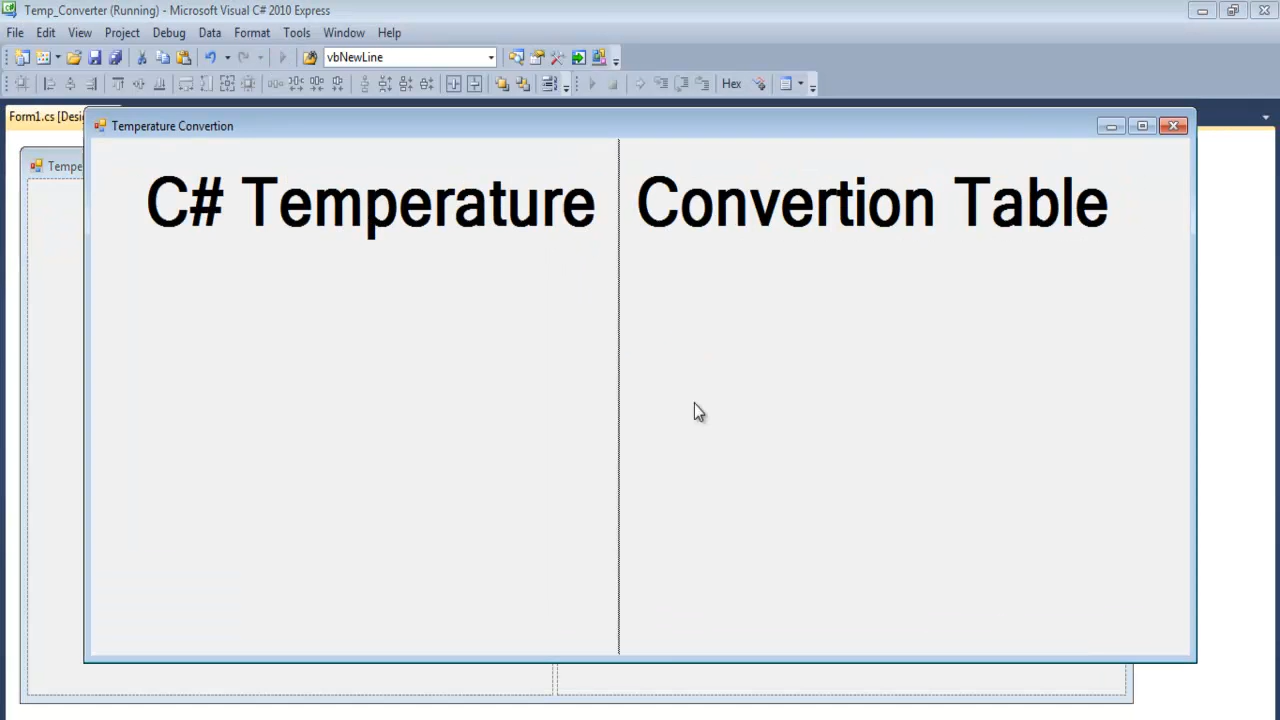 Temp_Converter (Running) - Microsoft Visual C# 2010 Express
File Edit View Project Debug Data Format Tools Window Help
vbNewLine
Hex
Form1.cs [Desi
Temperature Convertion
Tempe
C# Temperature Convertion Table